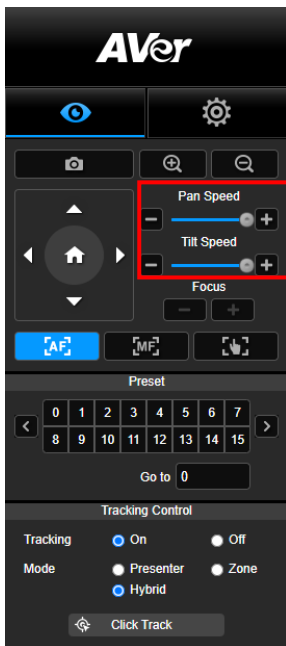 AVer
Pan Speed
Tilt Speed
Focus
AF
MF
Preset
0 1 2 3 4 5 6 7
8 9 10 11 12 13 14 15
Go to 0
Tracking Control
Tracking On Off
Mode Presenter Zone
Hybrid
Click Track